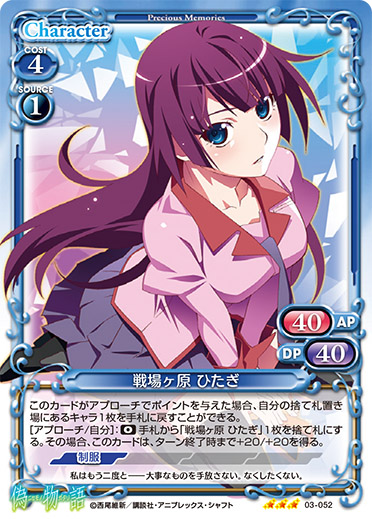 Precious Memories
Character
COST
4
SOURCE
1
40 AP
DP 40
戦場ヶ原 ひたぎ
このカードがアプローチでポイントを与えた場合、自分の捨て札置き
場にあるキャラ1枚を手札に戻すことができる。
[アプローチ/自分]:0 手札から「戦場ヶ原 ひたぎ」1枚を捨て札にす
る。その場合、このカードは、ターン終了時まで+20/+20を得る。
制服
私はもう二度と──大事なものを手放さない、なくしたくない。
偽物語
©西尾維新/講談社・アニプレックス・シャフト
★★★ 03-052